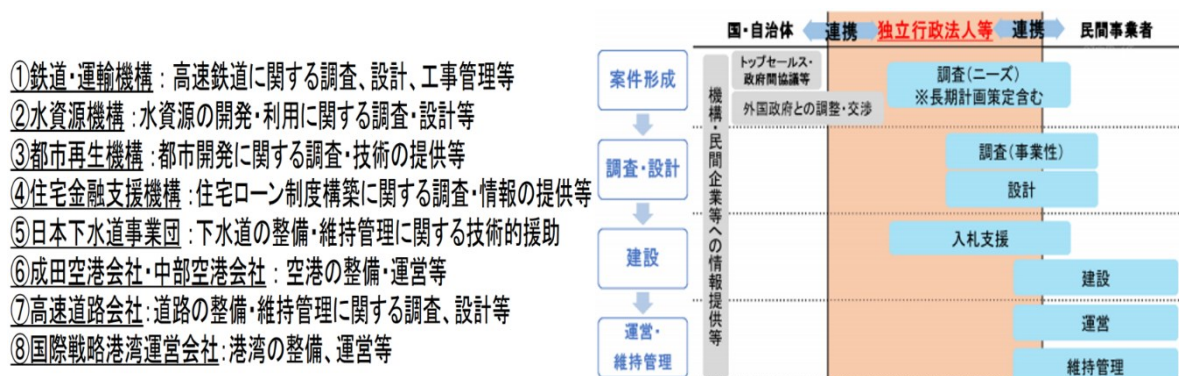 ①鉄道・運輸機構：高速鉄道に関する調査、設計、工事管理等
②水資源機構：水資源の開発・利用に関する調査・設計等
③都市再生機構：都市開発に関する調査・技術の提供等
④住宅金融支援機構：住宅ローン制度構築に関する調査・情報の提供等
⑤日本下水道事業団：下水道の整備・維持管理に関する技術的援助
⑥成田空港会社・中部空港会社：空港の整備・運営等
⑦高速道路会社：道路の整備・維持管理に関する調査、設計等
⑧国際戦略港湾運営会社：港湾の整備、運営等
国・自治体
連携
独立行政法人等
連携
民間事業者
案件形成
調査・設計
建設
運営・
維持管理
機構・民間企業等への情報提供等
トップセールス・
政府間協議等
外国政府との調整・交渉
調査（ニーズ）
※長期計画策定含む
調査（事業性）
設計
入札支援
建設
運営
維持管理